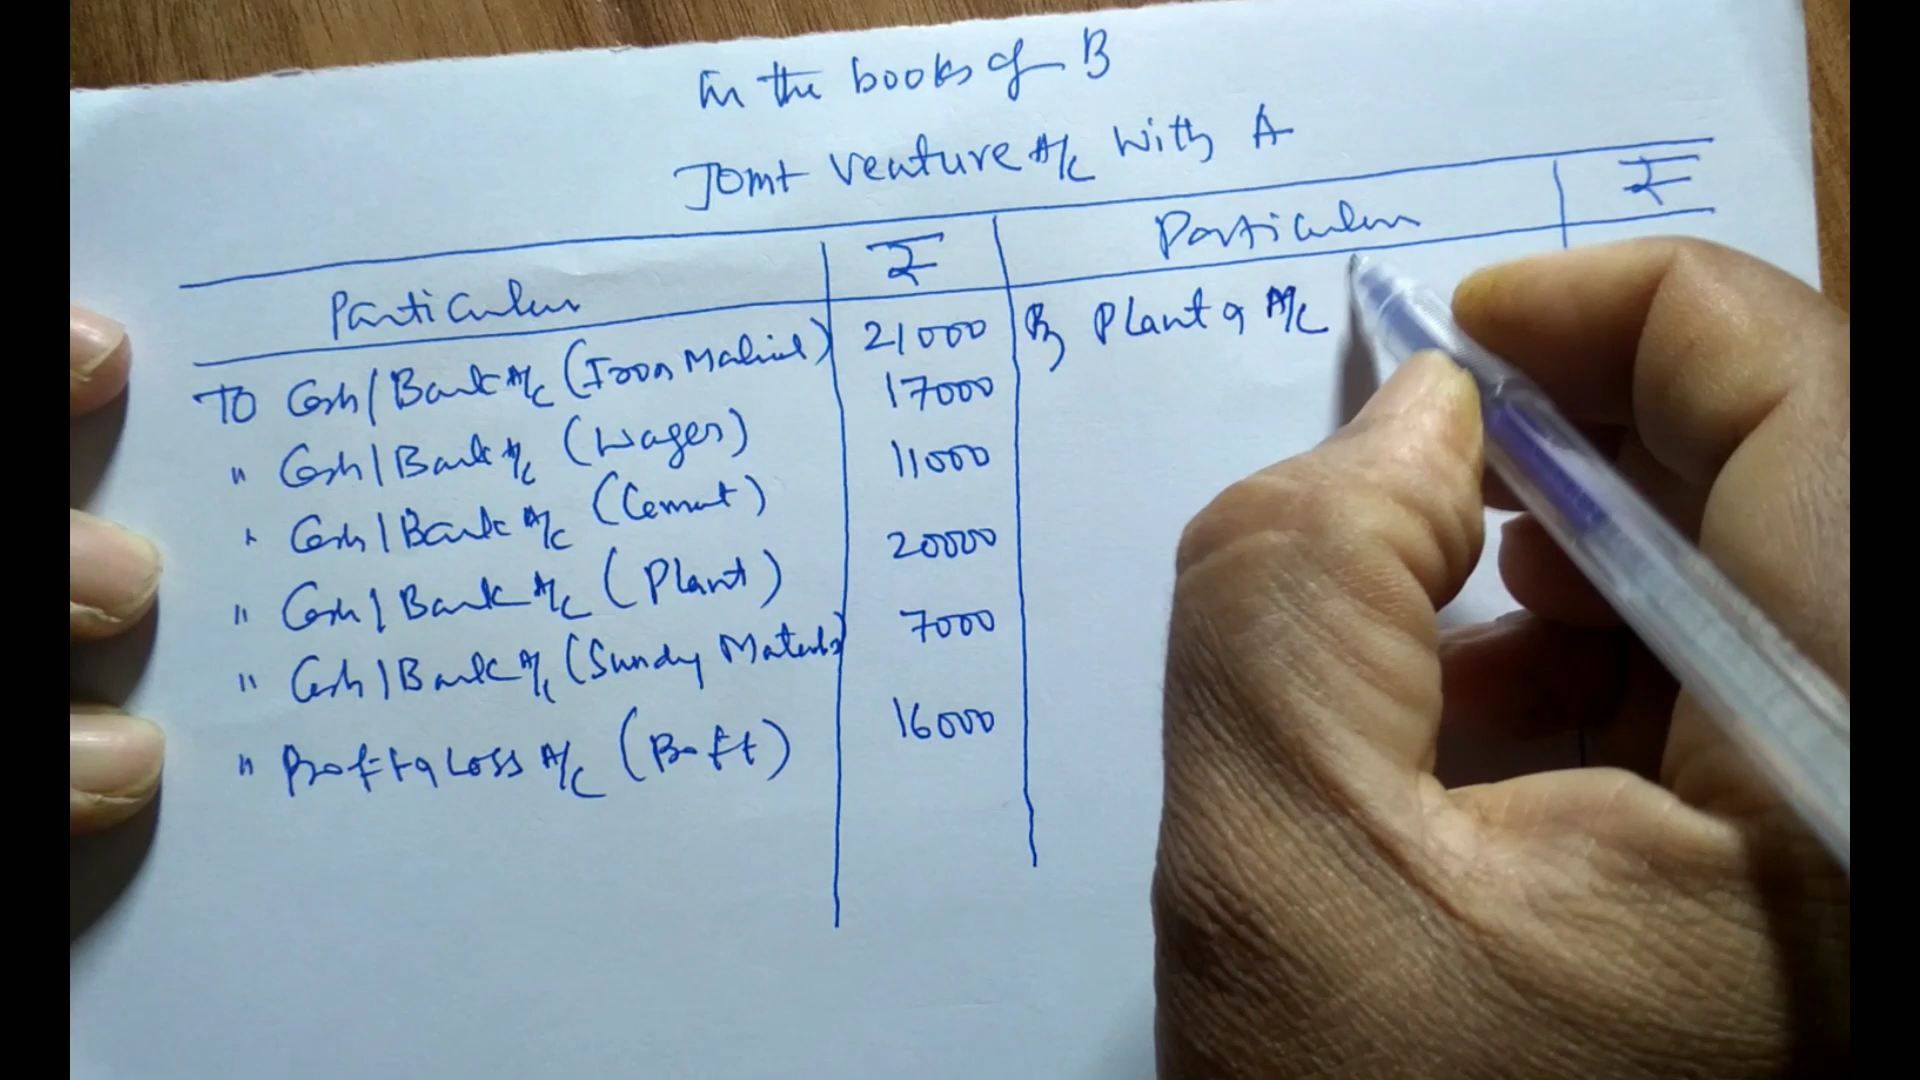 In the books of B
Joint Venture A/c With A
Particulars ₹ Particulars ₹
To Cash/Bank A/c (Iron Material) 21000 By Plant A/c
" Cash/Bank A/c (Wages) 17000
" Cash/Bank A/c (Cement) 11000
" Cash/Bank A/c (Plant) 20000
" Cash/Bank A/c (Sundry Materials) 7000
" Profit & Loss A/c (Profit) 16000